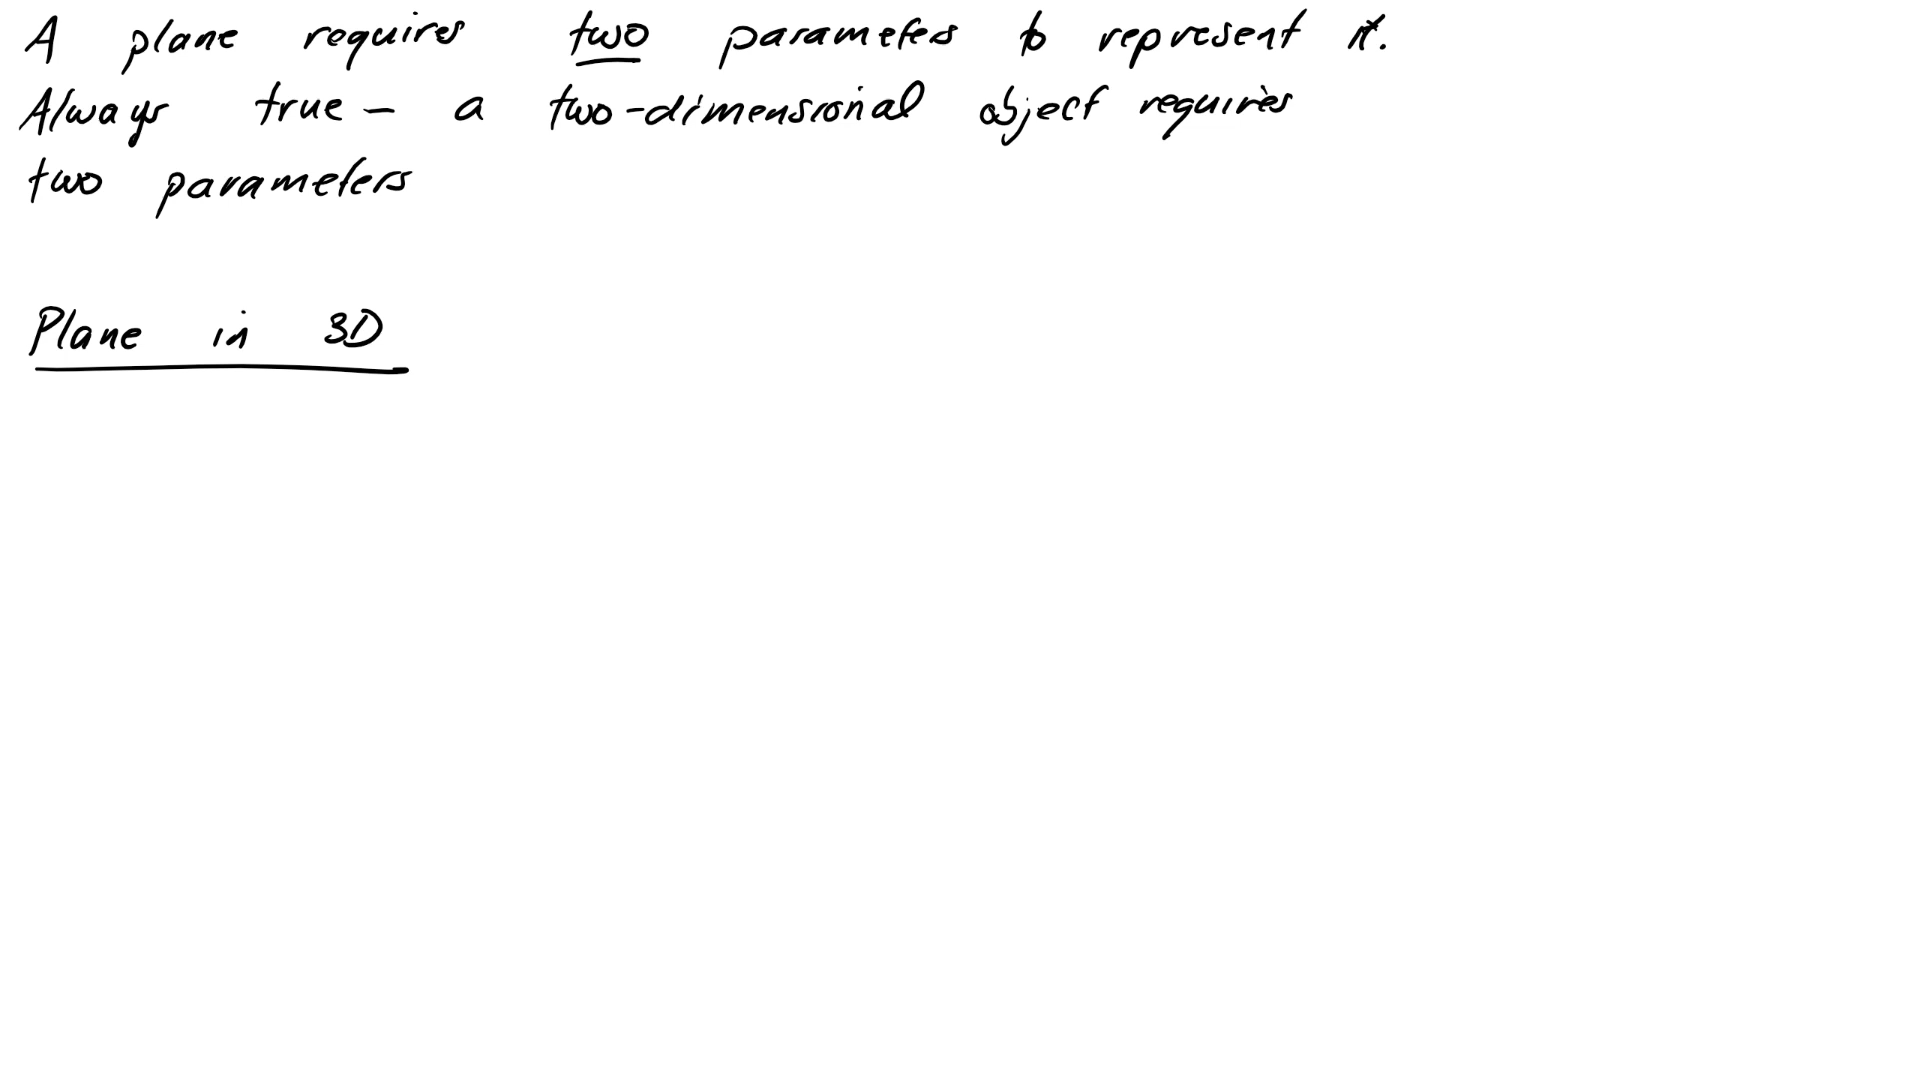 A plane requires two parameters to represent it.
Always true – a two-dimensional object requires
two parameters
Plane in 3D